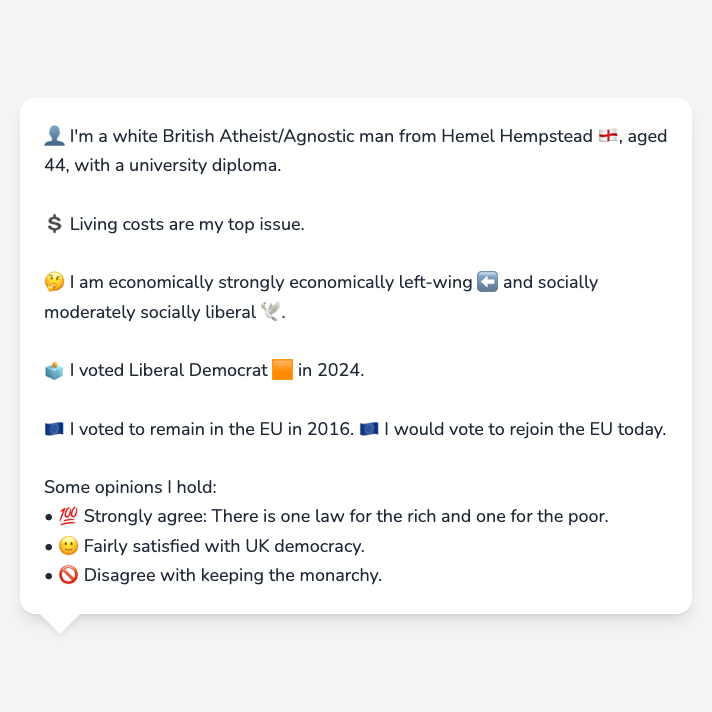 👤 I'm a white British Atheist/Agnostic man from Hemel Hempstead 🏴󠁧󠁢󠁥󠁮󠁧󠁿, aged
44, with a university diploma.
💲 Living costs are my top issue.
🤔 I am economically strongly economically left-wing ⬅️ and socially
moderately socially liberal 🕊️.
🗳️ I voted Liberal Democrat 🟧 in 2024.
🇪🇺 I voted to remain in the EU in 2016. 🇪🇺 I would vote to rejoin the EU today.
Some opinions I hold:
• 💯 Strongly agree: There is one law for the rich and one for the poor.
• 🙂 Fairly satisfied with UK democracy.
• 🚫 Disagree with keeping the monarchy.